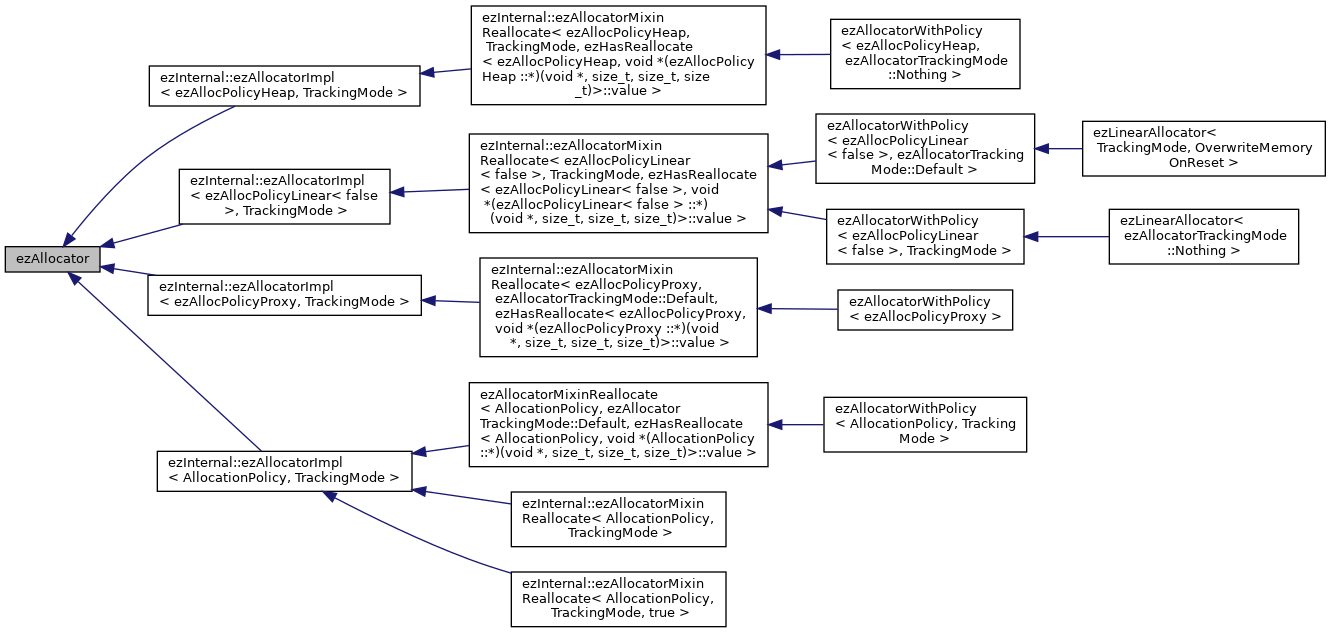 ezAllocator
ezInternal::ezAllocatorImpl
< ezAllocPolicyHeap, TrackingMode >
ezInternal::ezAllocatorMixin
Reallocate< ezAllocPolicyHeap,
TrackingMode, ezHasReallocate
< ezAllocPolicyHeap, void *(ezAllocPolicy
Heap ::*)(void *, size_t, size_t, size
_t)>::value >
ezAllocatorWithPolicy
< ezAllocPolicyHeap,
ezAllocatorTrackingMode
::Nothing >
ezInternal::ezAllocatorImpl
< ezAllocPolicyLinear< false
>, TrackingMode >
ezInternal::ezAllocatorMixin
Reallocate< ezAllocPolicyLinear
< false >, TrackingMode, ezHasReallocate
< ezAllocPolicyLinear< false >, void
*(ezAllocPolicyLinear< false > ::*)
(void *, size_t, size_t, size_t)>::value >
ezAllocatorWithPolicy
< ezAllocPolicyLinear
< false >, ezAllocatorTracking
Mode::Default >
ezLinearAllocator<
TrackingMode, OverwriteMemory
OnReset >
ezAllocatorWithPolicy
< ezAllocPolicyLinear
< false >, TrackingMode >
ezLinearAllocator<
ezAllocatorTrackingMode
::Nothing >
ezInternal::ezAllocatorImpl
< ezAllocPolicyProxy, TrackingMode >
ezInternal::ezAllocatorMixin
Reallocate< ezAllocPolicyProxy,
ezAllocatorTrackingMode::Default,
ezHasReallocate< ezAllocPolicyProxy,
void *(ezAllocPolicyProxy ::*)(void
*, size_t, size_t, size_t)>::value >
ezAllocatorWithPolicy
< ezAllocPolicyProxy >
ezInternal::ezAllocatorImpl
< AllocationPolicy, TrackingMode >
ezAllocatorMixinReallocate
< AllocationPolicy, ezAllocator
TrackingMode::Default, ezHasReallocate
< AllocationPolicy, void *(AllocationPolicy
::*)(void *, size_t, size_t, size_t)>::value >
ezAllocatorWithPolicy
< AllocationPolicy, Tracking
Mode >
ezInternal::ezAllocatorMixin
Reallocate< AllocationPolicy,
TrackingMode >
ezInternal::ezAllocatorMixin
Reallocate< AllocationPolicy,
TrackingMode, true >